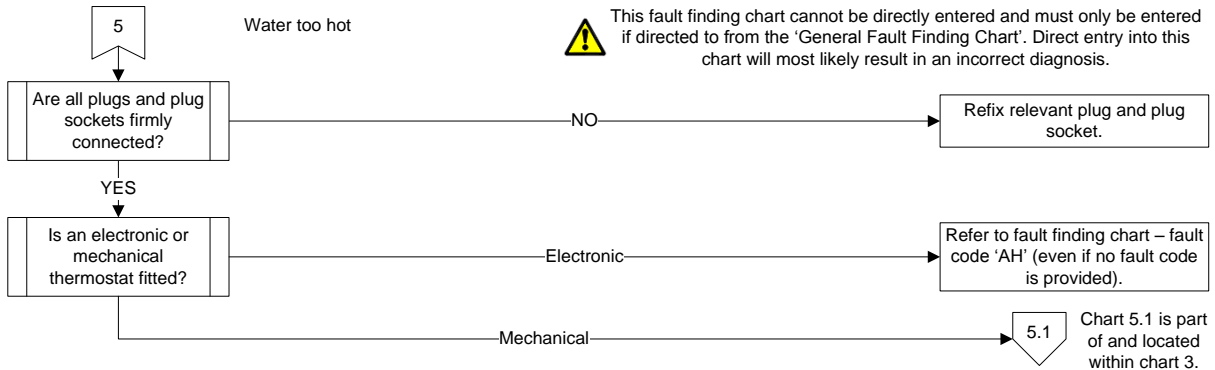 5
Water too hot
This fault finding chart cannot be directly entered and must only be entered
if directed to from the ‘General Fault Finding Chart’. Direct entry into this
chart will most likely result in an incorrect diagnosis.
Are all plugs and plug
sockets firmly
connected?
NO
Refix relevant plug and plug
socket.
YES
Is an electronic or
mechanical
thermostat fitted?
Electronic
Refer to fault finding chart – fault
code ‘AH’ (even if no fault code
is provided).
Mechanical
5.1
Chart 5.1 is part
of and located
within chart 3.